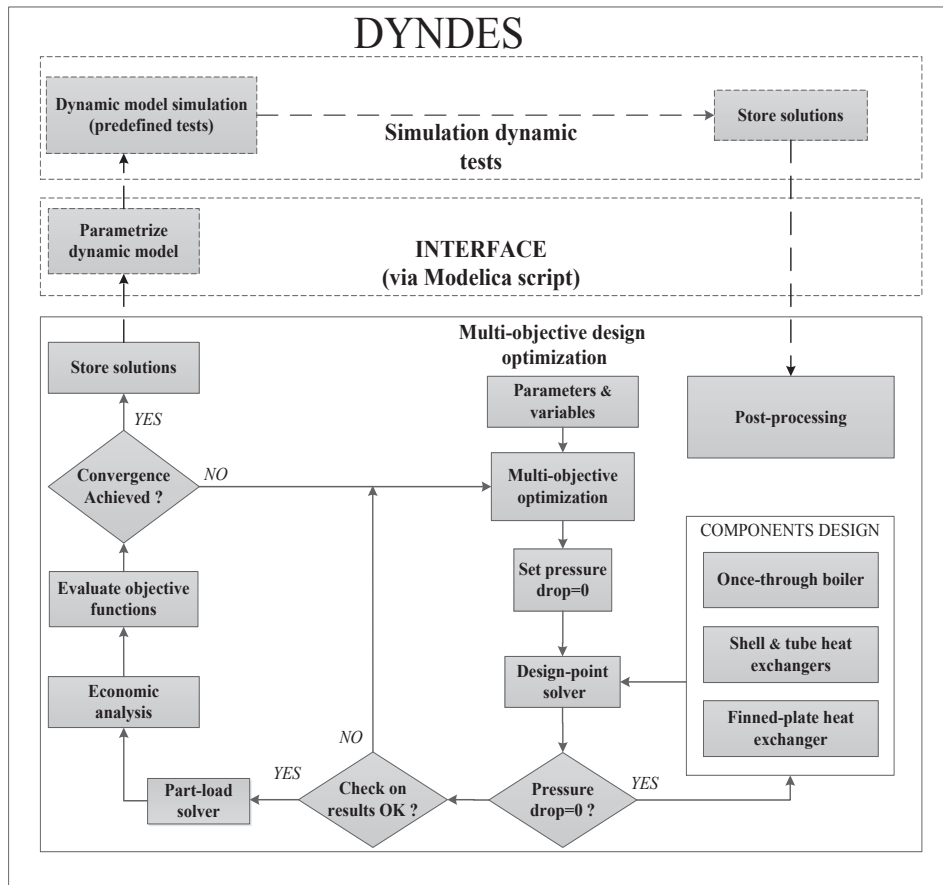 DYNDES
Dynamic model simulation
(predefined tests)
Simulation dynamic
tests
Store solutions
Parametrize
dynamic model
INTERFACE
(via Modelica script)
Multi-objective design
optimization
Store solutions
Parameters &
variables
Post-processing
YES
Convergence
Achieved ?
NO
Multi-objective
optimization
COMPONENTS DESIGN
Once-through boiler
Shell & tube heat
exchangers
Finned-plate heat
exchanger
Set pressure
drop=0
Evaluate objective
functions
Design-point
solver
Economic
analysis
NO
YES
Part-load
solver
Check on
results OK ?
Pressure
drop=0 ?
YES